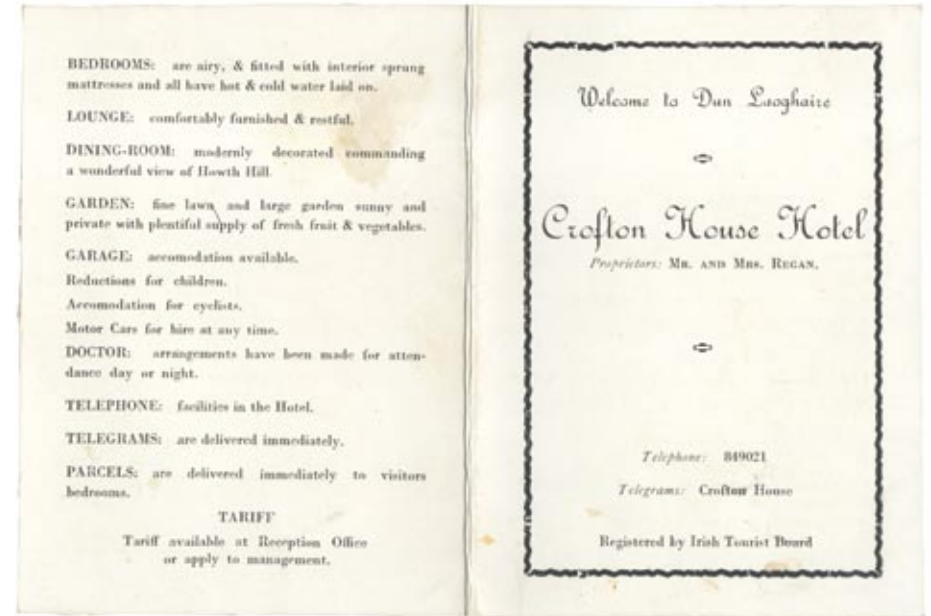 BEDROOMS: are airy, & fitted with interior sprung
mattresses and all have hot & cold water laid on.
LOUNGE: comfortably furnished & restful.
DINING-ROOM: modernly decorated commanding
a wonderful view of Howth Hill.
GARDEN: fine lawn and large garden sunny and
private with plentiful supply of fresh fruit & vegetables.
GARAGE: accomodation available.
Reductions for children.
Accomodation for cyclists.
Motor Cars for hire at any time.
DOCTOR: arrangements have been made for atten-
dance day or night.
TELEPHONE: facilities in the Hotel.
TELEGRAMS: are delivered immediately.
PARCELS: are delivered immediately to visitors
bedrooms.
TARIFF
Tariff available at Reception Office
or apply to management.
Welcome to Dun Laoghaire
Crofton House Hotel
Proprietors: MR. AND MRS. REGAN.
Telephone: 849021
Telegrams: Crofton House
Registered by Irish Tourist Board